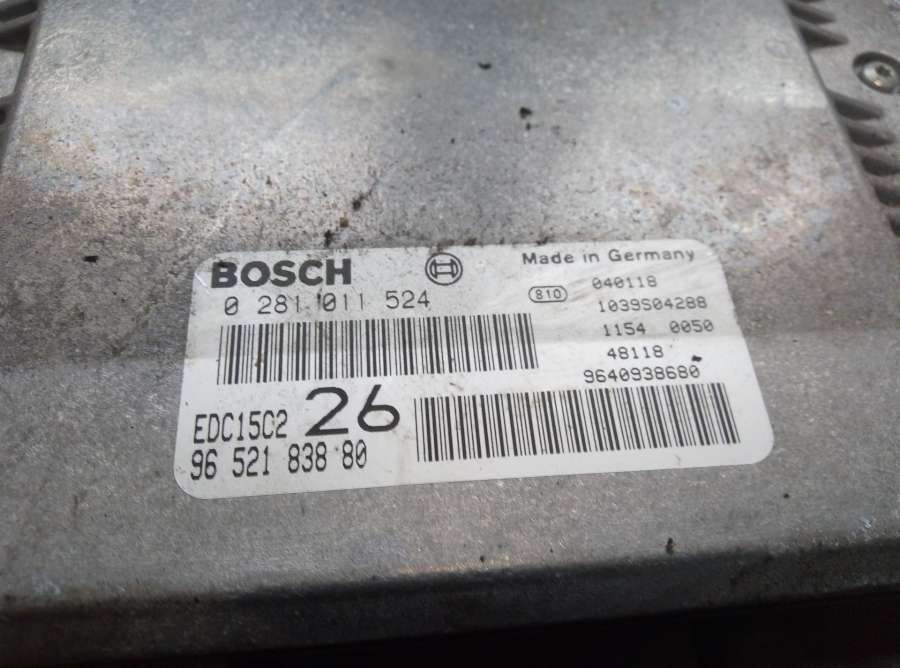 BOSCH
Made in Germany
0 281 011 524
810
040118
1039S04288
1154 0050
48118
9640938680
EDC15C2
26
96 521 838 80